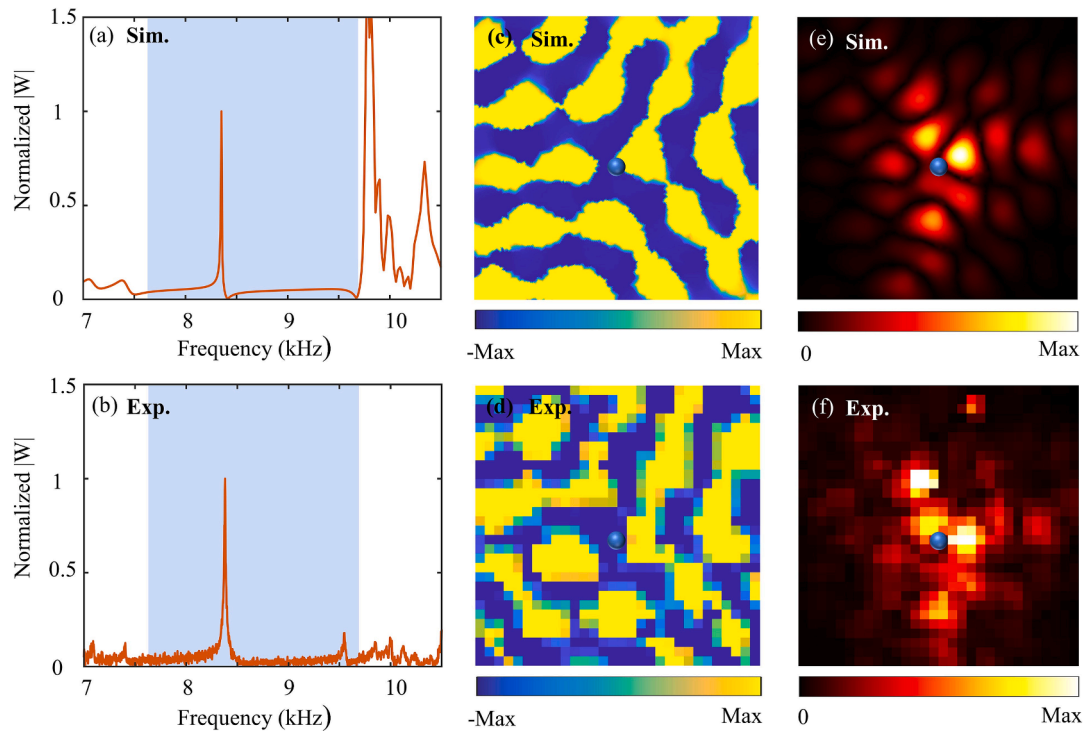 (a) Sim.
1.5
1
0.5
0
Normalized |W|
7 8 9 10
Frequency (kHz)
(c) Sim.
-Max Max
(e) Sim.
0 Max
(b) Exp.
1.5
1
0.5
0
Normalized |W|
7 8 9 10
Frequency (kHz)
(d) Exp.
-Max Max
(f) Exp.
0 Max